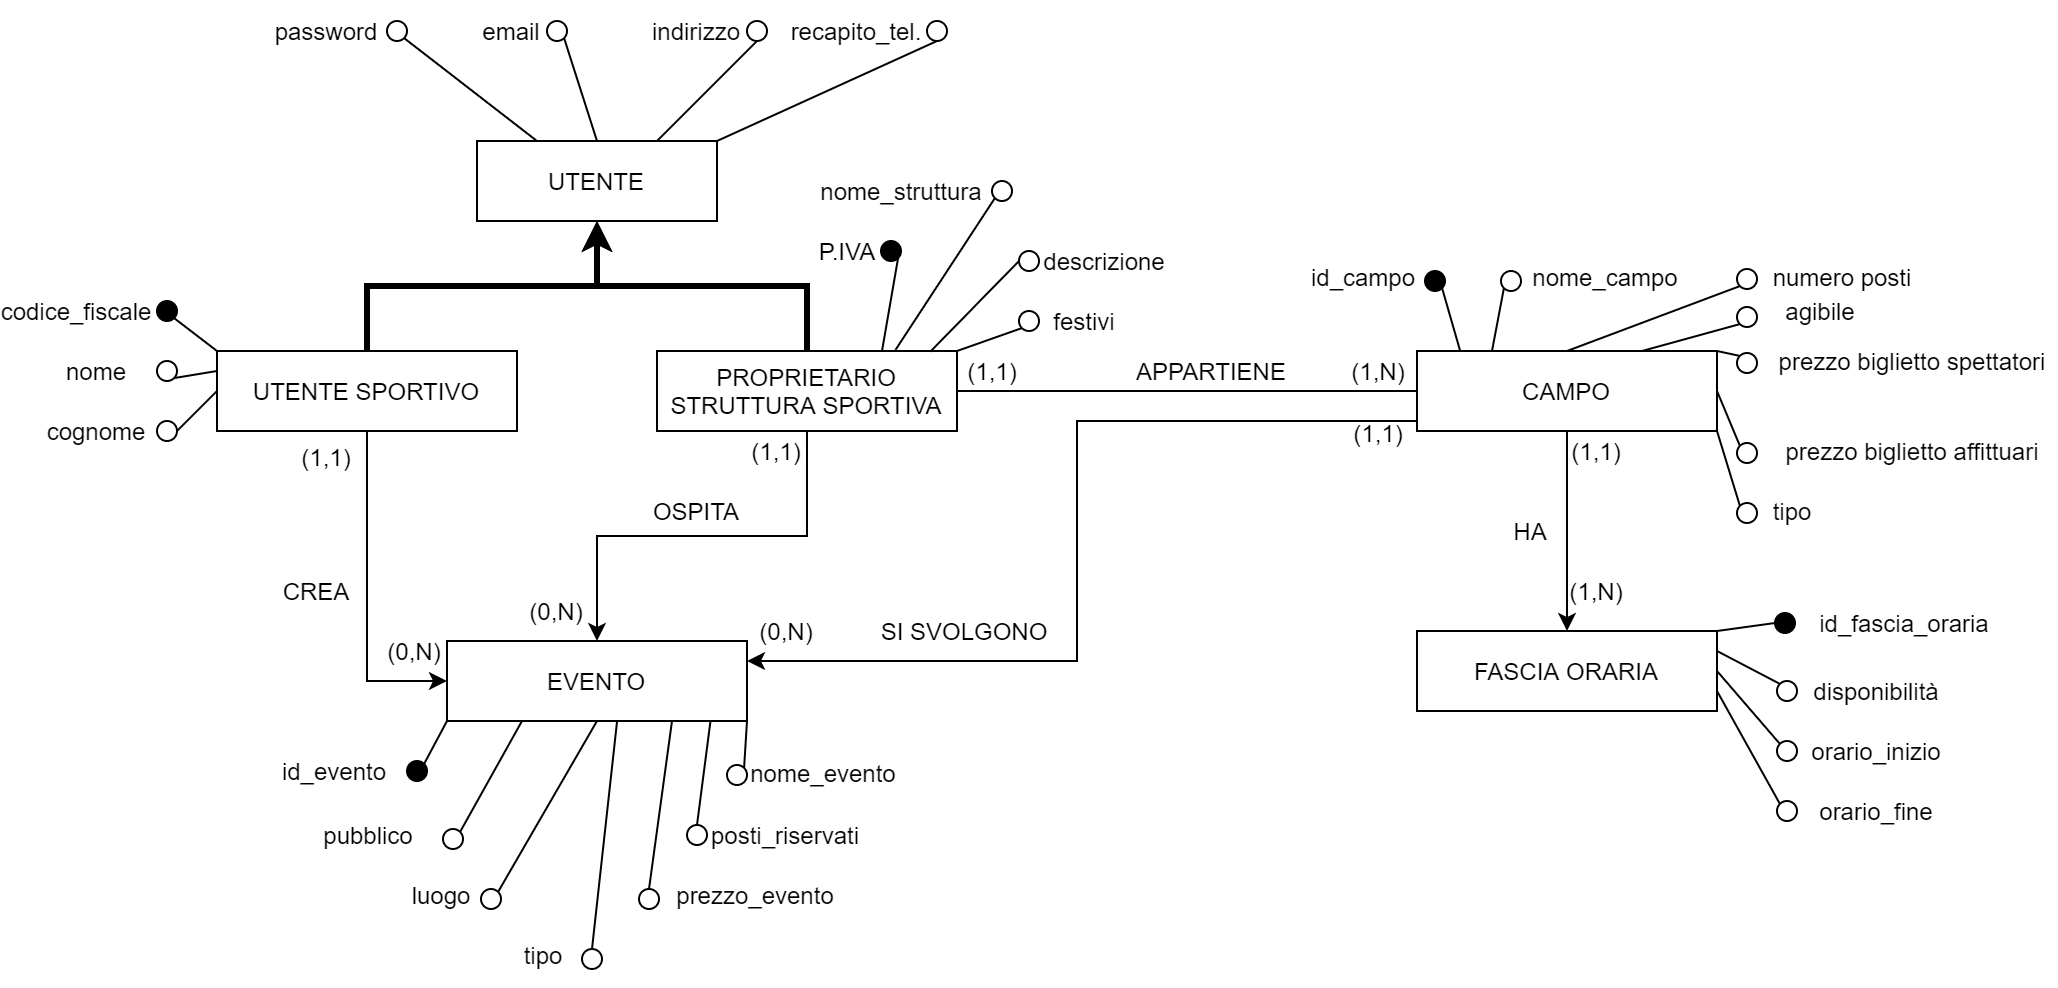 password
email
indirizzo
recapito_tel.
UTENTE
nome_struttura
P.IVA
descrizione
festivi
id_campo
nome_campo
numero posti
agibile
prezzo biglietto spettatori
prezzo biglietto affittuari
tipo
codice_fiscale
nome
cognome
UTENTE SPORTIVO
PROPRIETARIO
STRUTTURA SPORTIVA
(1,1)
APPARTIENE
(1,N)
CAMPO
(1,1)
(1,1)
(1,1)
(1,1)
OSPITA
HA
CREA
(0,N)
(0,N)
(0,N)
SI SVOLGONO
(1,N)
EVENTO
FASCIA ORARIA
id_fascia_oraria
disponibilità
orario_inizio
orario_fine
id_evento
nome_evento
pubblico
posti_riservati
luogo
prezzo_evento
tipo